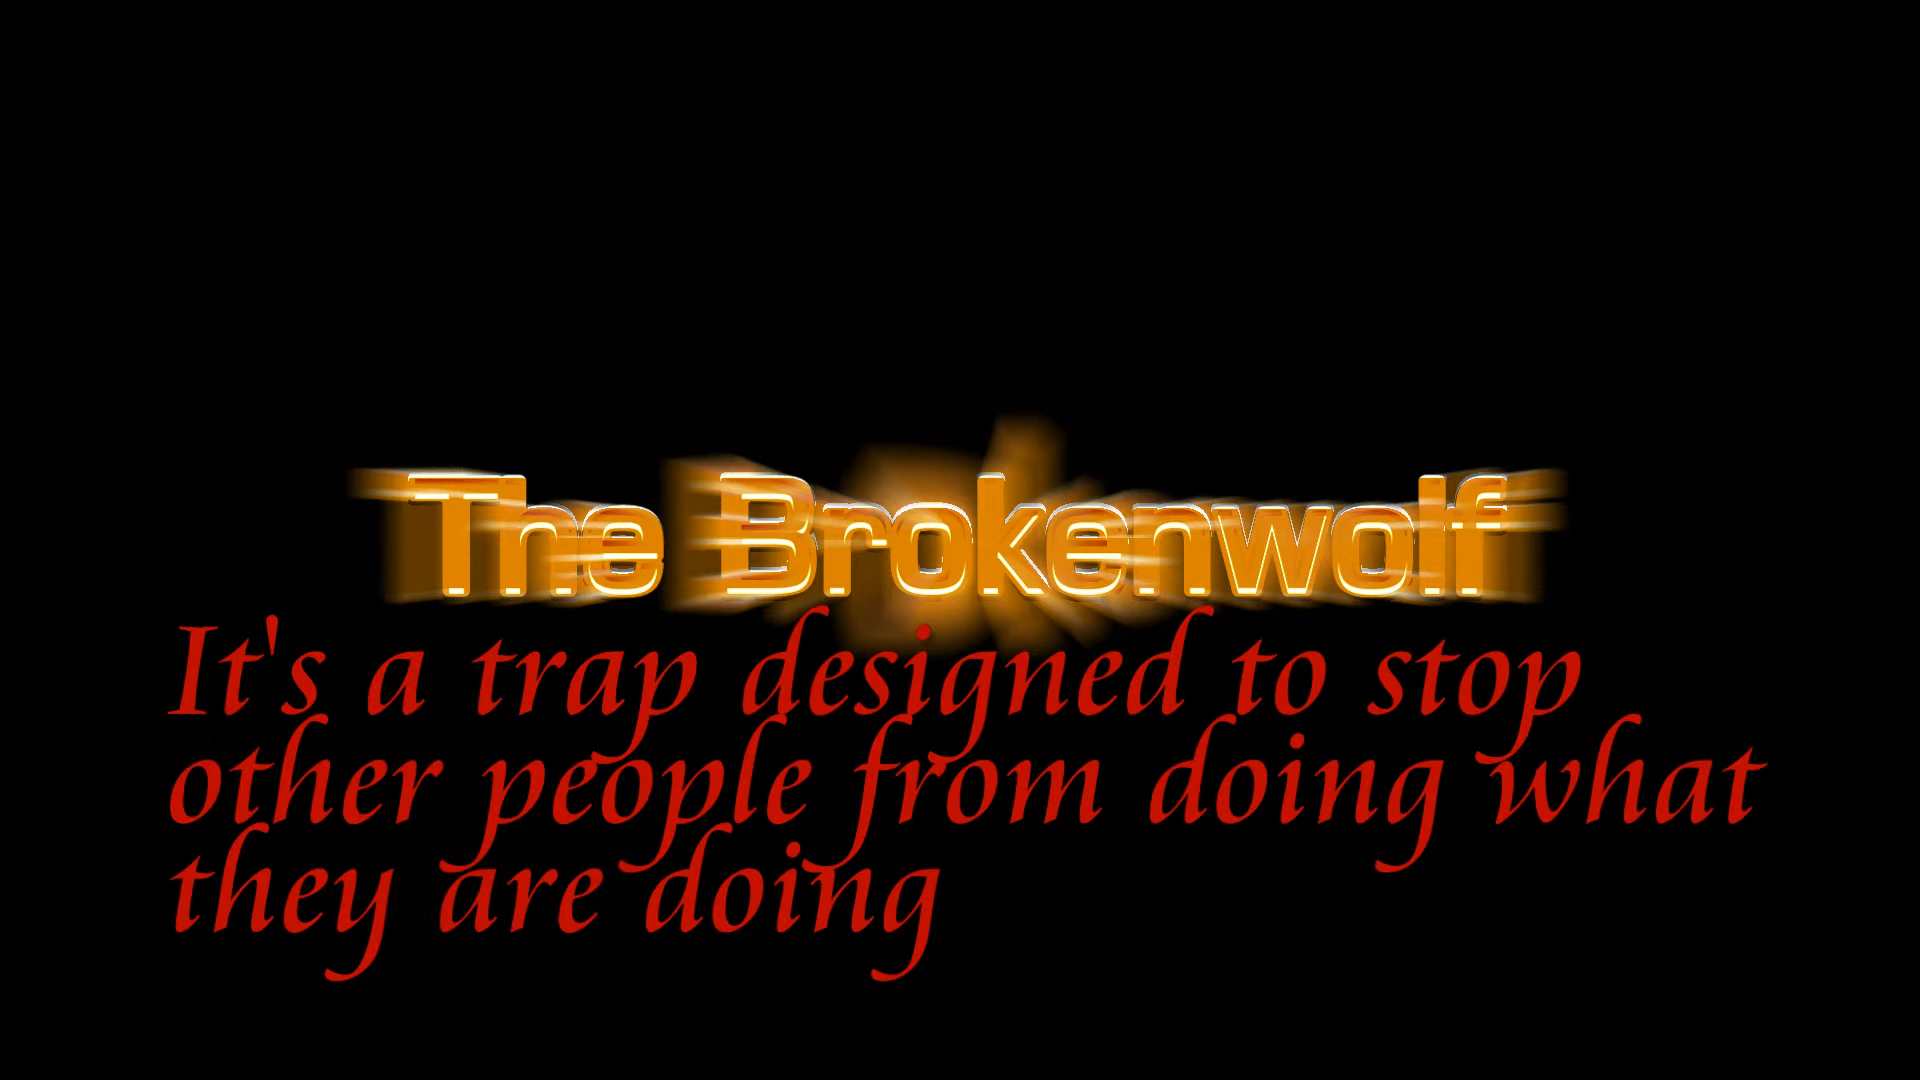 The Brokenwolf
It's a trap designed to stop
other people from doing what
they are doing